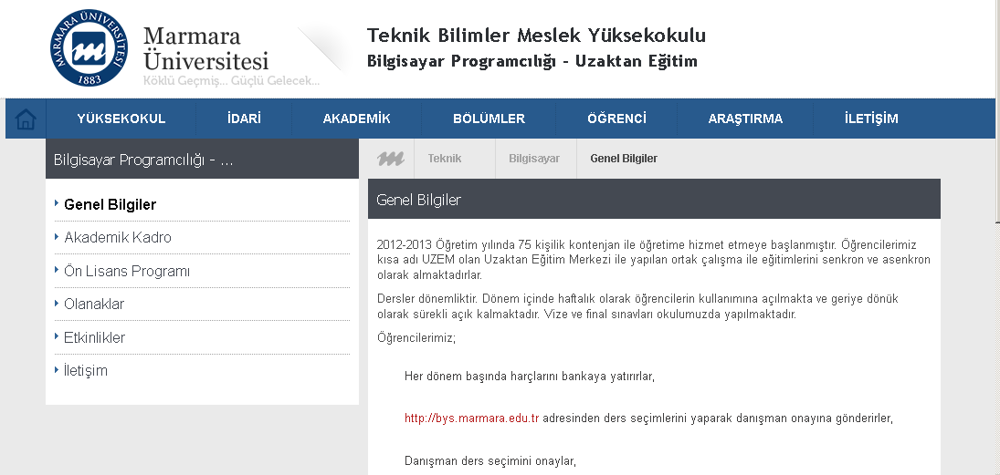 MARMARA ÜNİVERSİTESİ
1883
Marmara
Üniversitesi
Köklü Geçmiş... Güçlü Gelecek...
Teknik Bilimler Meslek Yüksekokulu
Bilgisayar Programcılığı - Uzaktan Eğitim
YÜKSEKOKUL İDARİ AKADEMİK BÖLÜMLER ÖĞRENCİ ARAŞTIRMA İLETİŞİM
Bilgisayar Programcılığı - ...
Genel Bilgiler
Akademik Kadro
Ön Lisans Programı
Olanaklar
Etkinlikler
İletişim
Teknik Bilgisayar Genel Bilgiler
Genel Bilgiler
2012-2013 Öğretim yılında 75 kişilik kontenjan ile öğretime hizmet etmeye başlanmıştır. Öğrencilerimiz
kısa adı UZEM olan Uzaktan Eğitim Merkezi ile yapılan ortak çalışma ile eğitimlerini senkron ve asenkron
olarak almaktadırlar.
Dersler dönemliktir. Dönem içinde haftalık olarak öğrencilerin kullanımına açılmakta ve geriye dönük
olarak sürekli açık kalmaktadır. Vize ve final sınavları okulumuzda yapılmaktadır.
Öğrencilerimiz;
Her dönem başında harçlarını bankaya yatırırlar,
http://bys.marmara.edu.tr adresinden ders seçimlerini yaparak danışman onayına gönderirler,
Danışman ders seçimini onaylar,